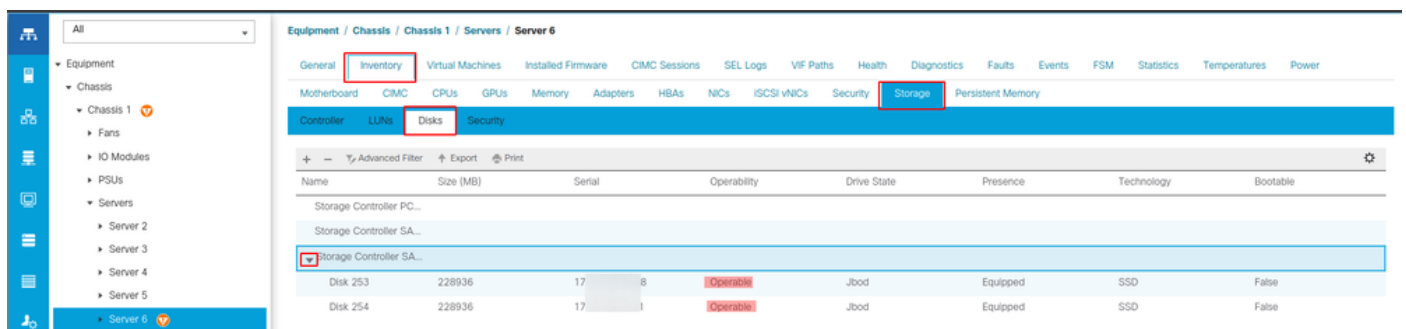 All
Equipment
Chassis
Chassis 1
Fans
IO Modules
PSUs
Servers
Server 2
Server 3
Server 4
Server 5
Server 6
Equipment / Chassis / Chassis 1 / Servers / Server 6
General Inventory Virtual Machines Installed Firmware CIMC Sessions SEL Logs VIF Paths Health Diagnostics Faults Events FSM Statistics Temperatures Power
Motherboard CIMC CPUs GPUs Memory Adapters HBAs NICs iSCSI vNICs Security Storage Persistent Memory
Controller LUNs Disks Security
+ − Advanced Filter Export Print
Name Size (MB) Serial Operability Drive State Presence Technology Bootable
Storage Controller PC...
Storage Controller SA...
Storage Controller SA...
Disk 253 228936 17 8 Operable Jbod Equipped SSD False
Disk 254 228936 17 Operable Jbod Equipped SSD False